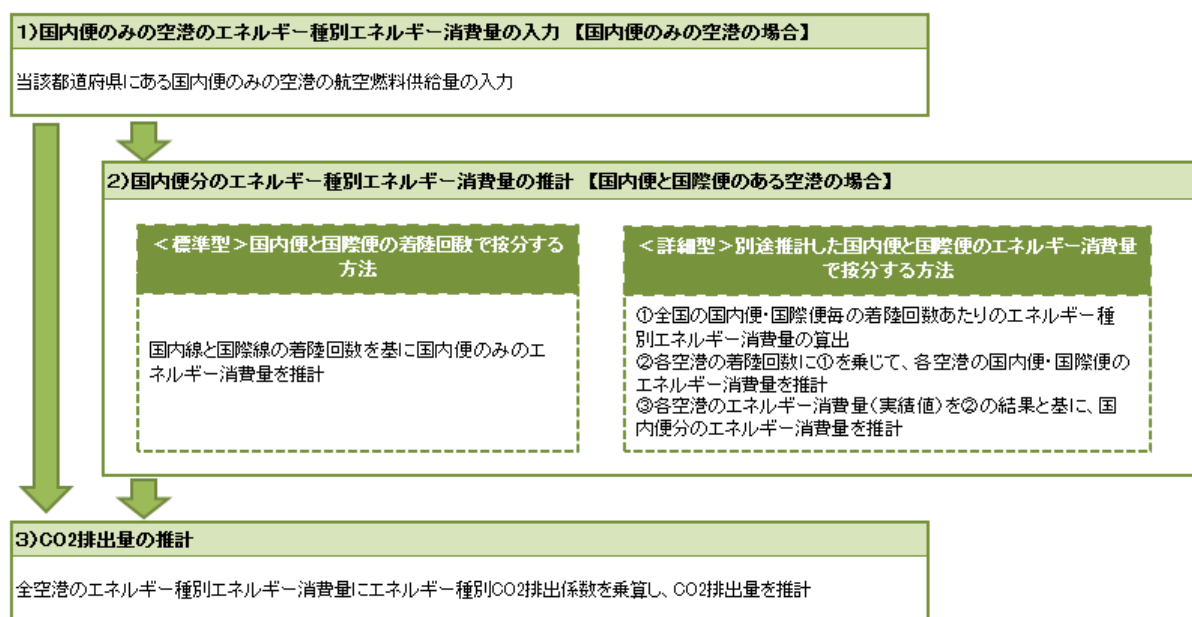 1)国内便のみの空港のエネルギー種別エネルギー消費量の入力 【国内便のみの空港の場合】
当該都道府県にある国内便のみの空港の航空燃料供給量の入力
2)国内便分のエネルギー種別エネルギー消費量の推計 【国内便と国際便のある空港の場合】
＜標準型＞国内便と国際便の着陸回数で按分する
方法
国内線と国際線の着陸回数を基に国内便のみのエ
ネルギー消費量を推計
＜詳細型＞別途推計した国内便と国際便のエネルギー消費量
で按分する方法
①全国の国内便・国際便毎の着陸回数あたりのエネルギー種
別エネルギー消費量の算出
②各空港の着陸回数に①を乗じて、各空港の国内便・国際便の
エネルギー消費量を推計
③各空港のエネルギー消費量(実績値)を②の結果と基に、国
内便分のエネルギー消費量を推計
3)CO2排出量の推計
全空港のエネルギー種別エネルギー消費量にエネルギー種別CO2排出係数を乗算し、CO2排出量を推計